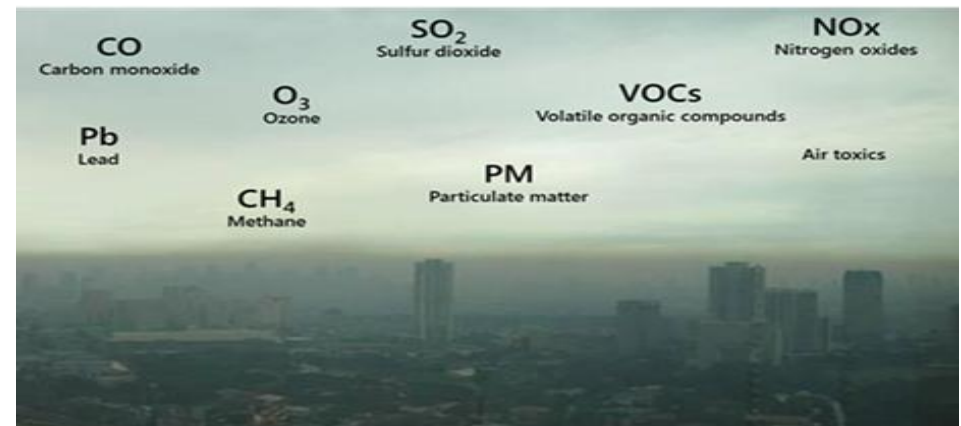 SO₂
Sulfur dioxide
NOx
Nitrogen oxides
CO
Carbon monoxide
O₃
Ozone
VOCs
Volatile organic compounds
Pb
Lead
Air toxics
PM
Particulate matter
CH₄
Methane